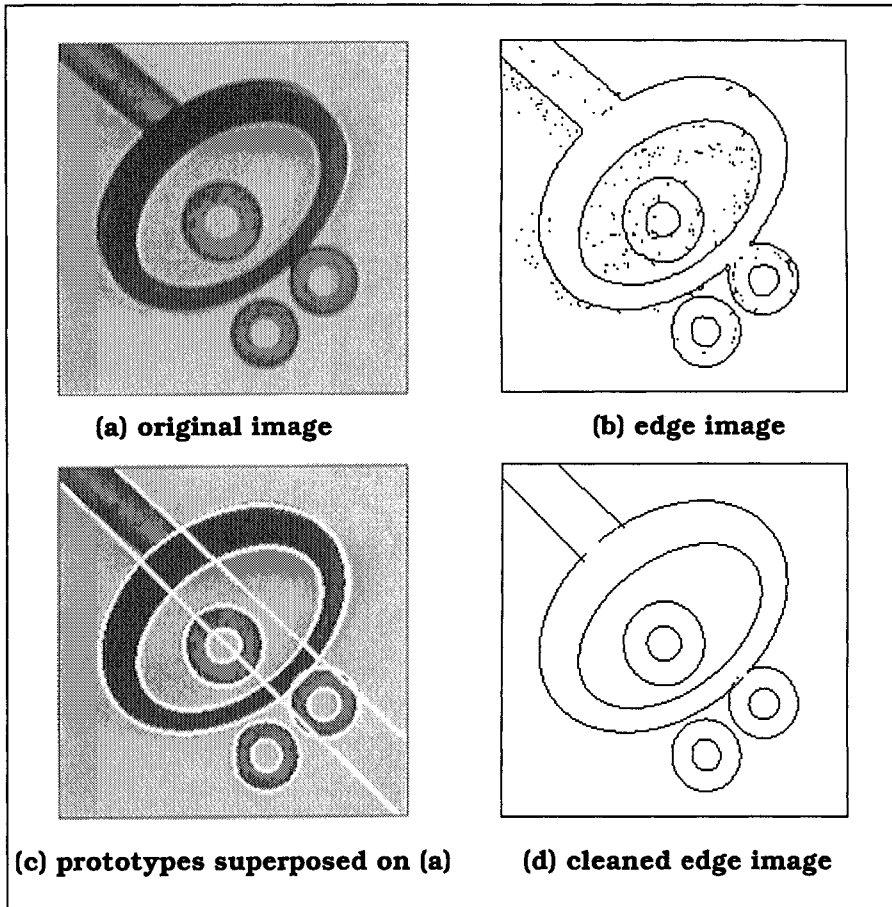 (a) original image
(b) edge image
(c) prototypes superposed on (a)
(d) cleaned edge image